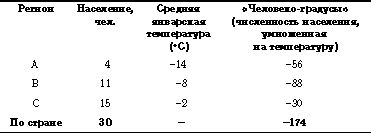 Регион Население, чел. Средняя январская температура (°C) «Человеко-градусы» (численность населения, умноженная на температуру)
A 4 –14 –56
B 11 –8 –88
C 15 –2 –30
По стране 30 — –174